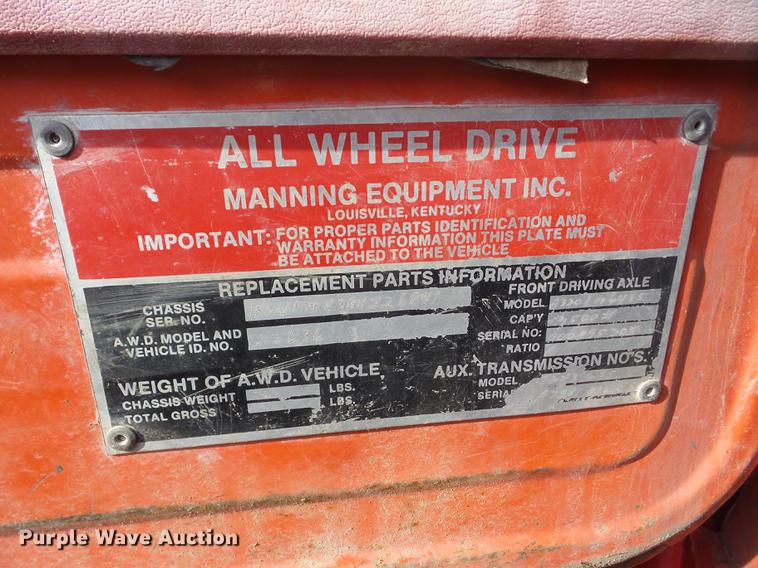 ALL WHEEL DRIVE
MANNING EQUIPMENT INC.
LOUISVILLE, KENTUCKY
IMPORTANT: FOR PROPER PARTS IDENTIFICATION AND
WARRANTY INFORMATION THIS PLATE MUST
BE ATTACHED TO THE VEHICLE
REPLACEMENT PARTS INFORMATION
CHASSIS
SER. NO.
A.W.D. MODEL AND
VEHICLE ID. NO.
FRONT DRIVING AXLE
MODEL
CAP'Y
SERIAL NO:
RATIO
WEIGHT OF A.W.D. VEHICLE
CHASSIS WEIGHT LBS.
TOTAL GROSS LBS.
AUX. TRANSMISSION NO'S.
MODEL
SERIAL
Purple Wave Auction